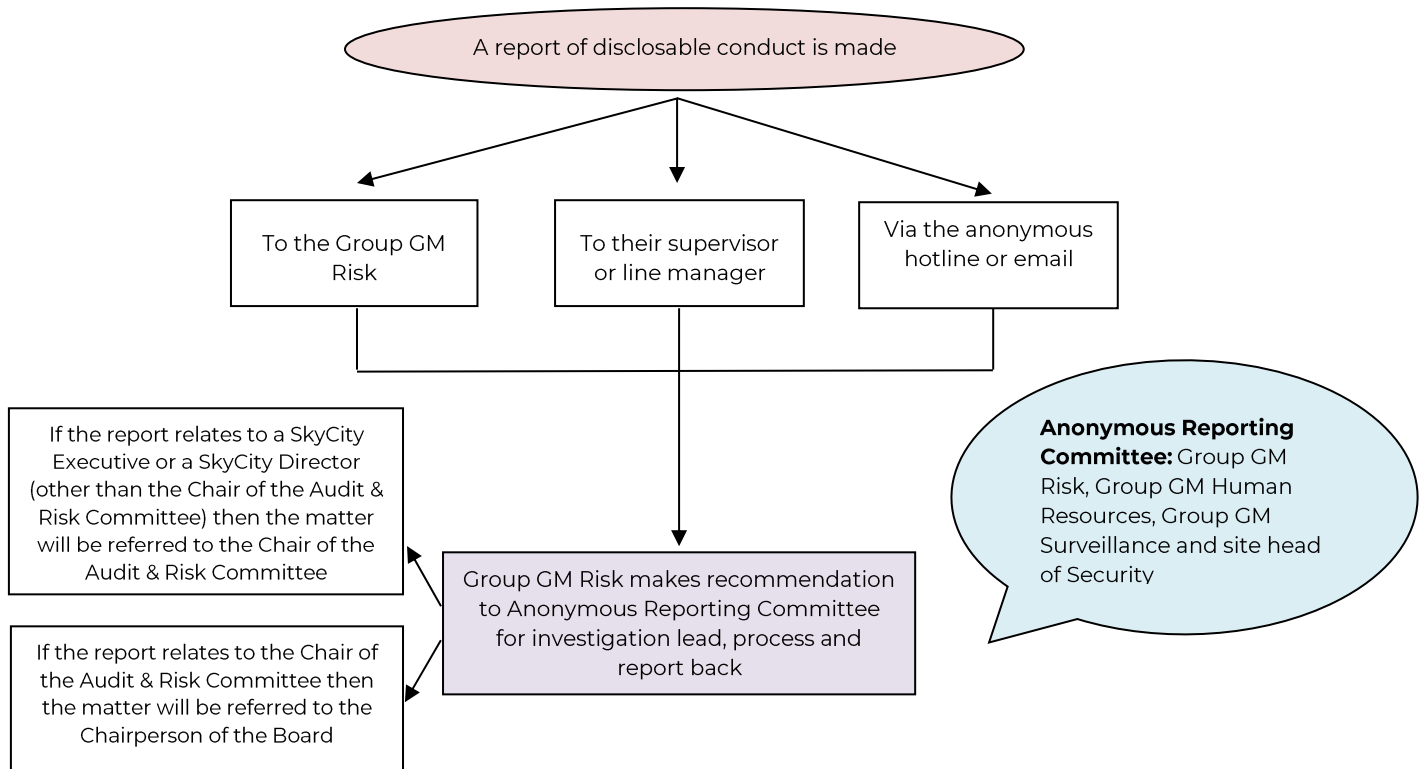 A report of disclosable conduct is made
To the Group GM
Risk
To their supervisor
or line manager
Via the anonymous
hotline or email
If the report relates to a SkyCity
Executive or a SkyCity Director
(other than the Chair of the Audit &
Risk Committee) then the matter
will be referred to the Chair of the
Audit & Risk Committee
Anonymous Reporting
Committee: Group GM
Risk, Group GM Human
Resources, Group GM
Surveillance and site head
of Security
Group GM Risk makes recommendation
to Anonymous Reporting Committee
for investigation lead, process and
report back
If the report relates to the Chair of
the Audit & Risk Committee then
the matter will be referred to the
Chairperson of the Board